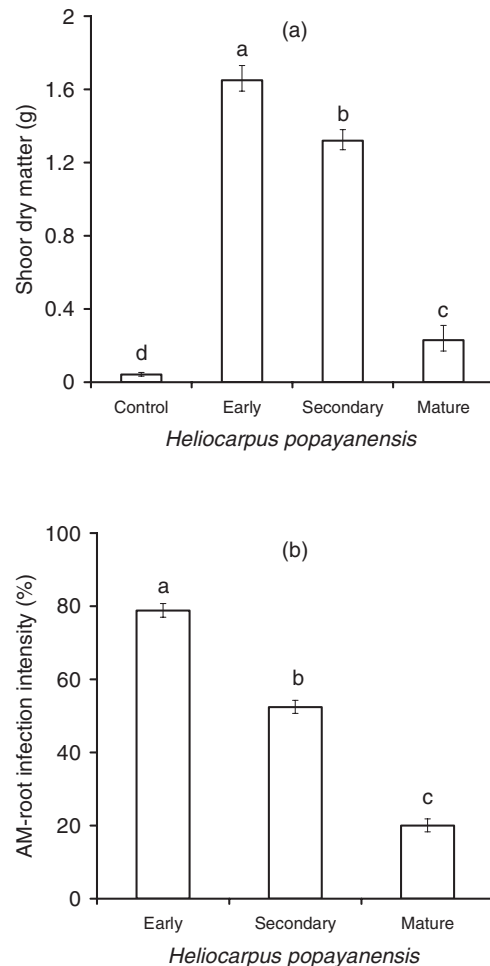 (a)
Shoor dry matter (g)
2
1.6
1.2
0.8
0.4
0
d
a
b
c
Control Early Secondary Mature
Heliocarpus popayanensis
(b)
AM-root infection intensity (%)
100
80
60
40
20
0
a
b
c
Early Secondary Mature
Heliocarpus popayanensis